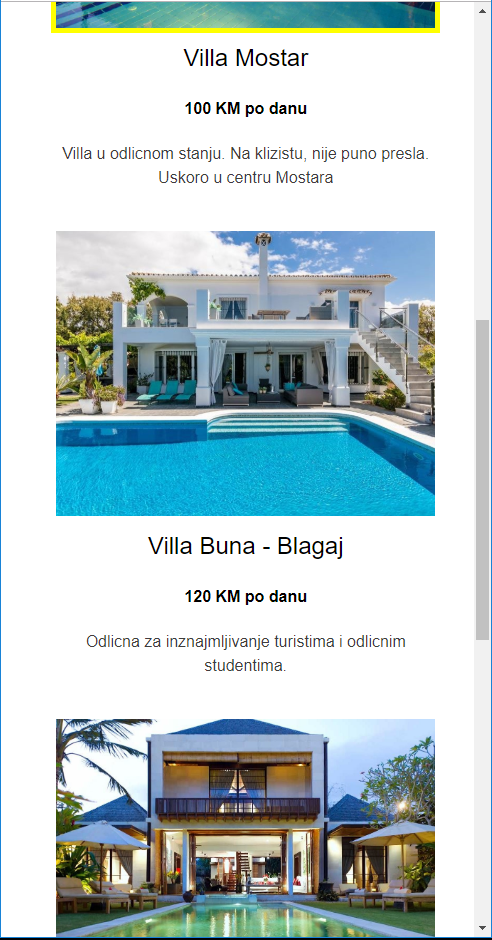 Villa Mostar
100 KM po danu
Villa u odlicnom stanju. Na klizistu, nije puno presla.
Uskoro u centru Mostara
Villa Buna - Blagaj
120 KM po danu
Odlicna za inznajmljivanje turistima i odlicnim
studentima.